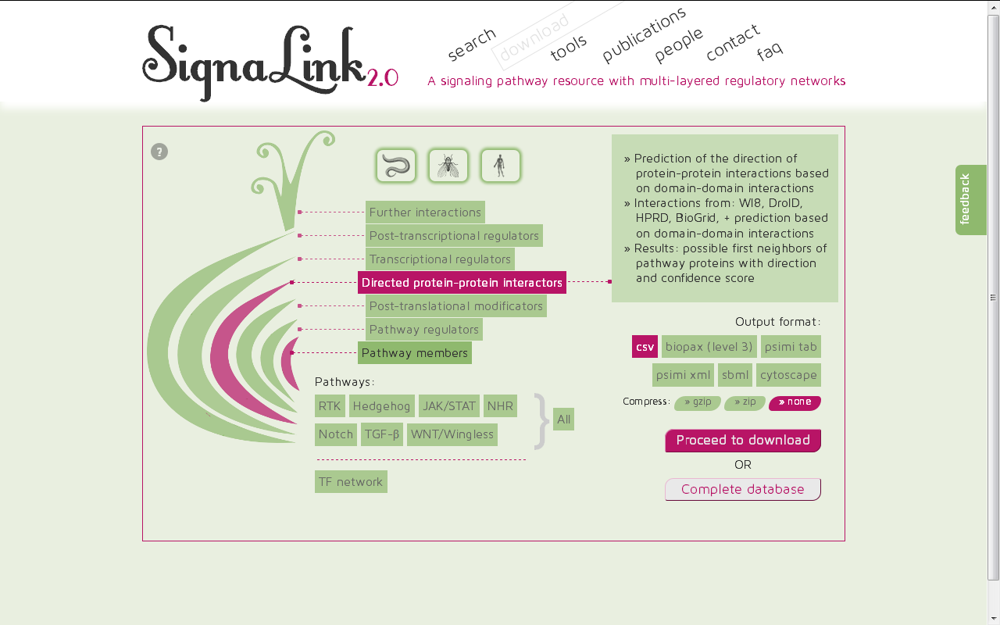 SignaLink 2.0
search
download
tools
publications
people
contact
faq
A signaling pathway resource with multi-layered regulatory networks
?
» Prediction of the direction of
protein-protein interactions based
on domain-domain interactions
» Interactions from: WI8, DroID,
HPRD, BioGrid, + prediction based
on domain-domain interactions
» Results: possible first neighbors of
pathway proteins with direction
and confidence score
feedback
Further interactions
Post-transcriptional regulators
Transcriptional regulators
Directed protein-protein interactors
Post-translational modificators
Pathway regulators
Pathway members
Pathways:
RTK Hedgehog JAK/STAT NHR
Notch TGF-β WNT/Wingless
} All
TF network
Output format:
csv biopax (level 3) psimi tab
psimi xml sbml cytoscape
Compress: » gzip » zip » none
Proceed to download
OR
Complete database